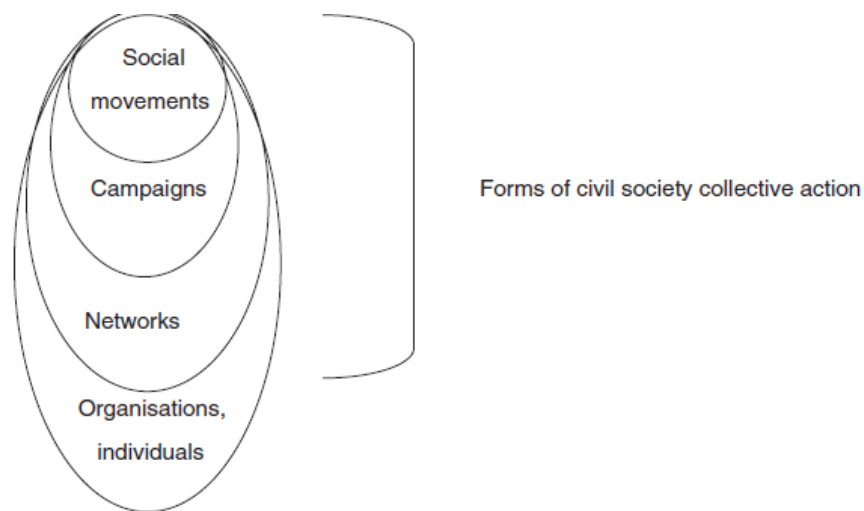 Social
movements
Campaigns
Forms of civil society collective action
Networks
Organisations,
individuals